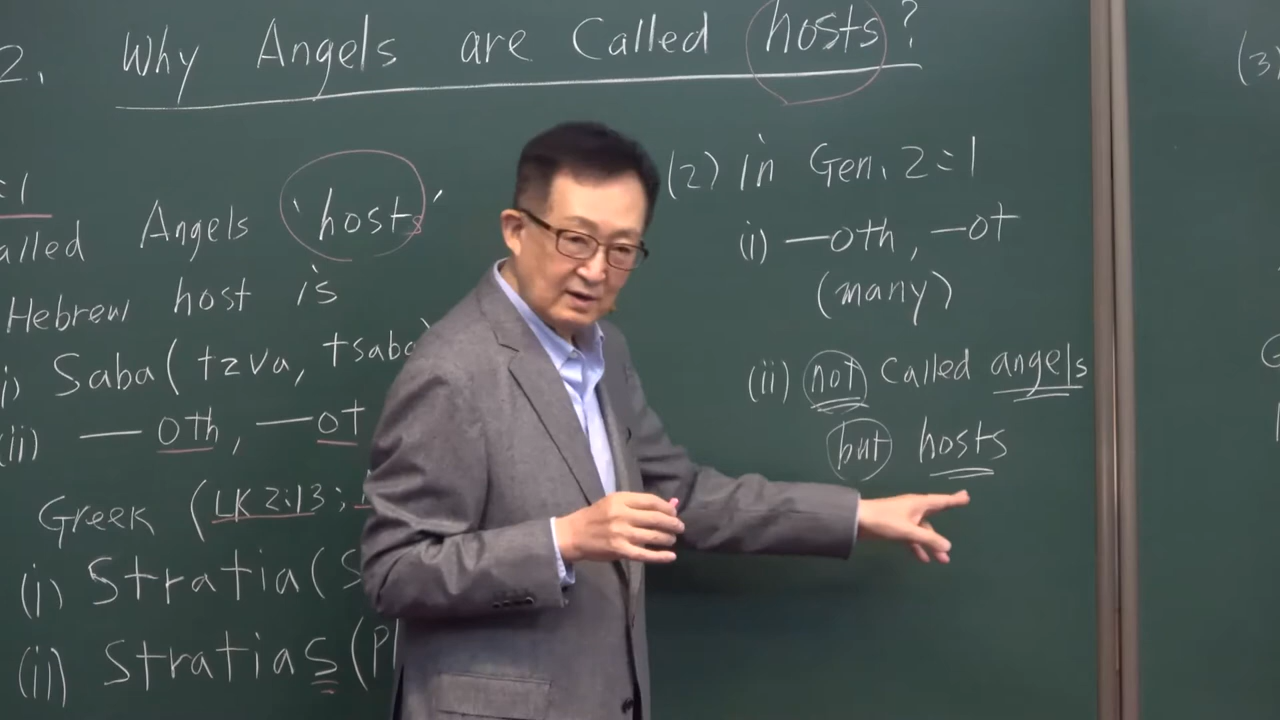 2. Why Angels are Called hosts?
:1
alled Angels 'hosts'
Hebrew host is
i) Saba (tzva, tsaba)
(ii) —oth, —ot
Greek (LK 2:13;
(i) Stratia (S
(ii) Stratias (Pl
(2) in Gen. 2:1
(i) —oth, —ot
(many)
(ii) not Called angels
but hosts
(3)